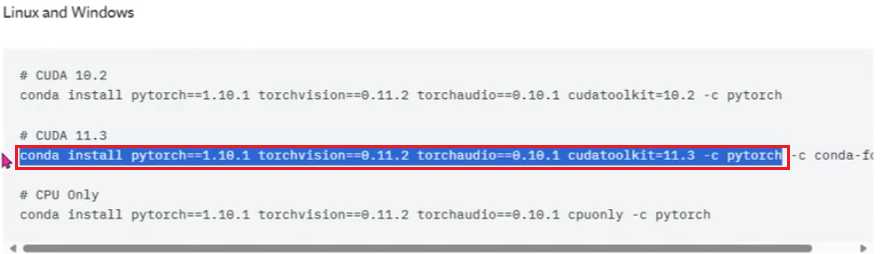 Linux and Windows
# CUDA 10.2
conda install pytorch==1.10.1 torchvision==0.11.2 torchaudio==0.10.1 cudatoolkit=10.2 -c pytorch
# CUDA 11.3
conda install pytorch==1.10.1 torchvision==0.11.2 torchaudio==0.10.1 cudatoolkit=11.3 -c pytorch -c conda-fo
# CPU Only
conda install pytorch==1.10.1 torchvision==0.11.2 torchaudio==0.10.1 cpuonly -c pytorch